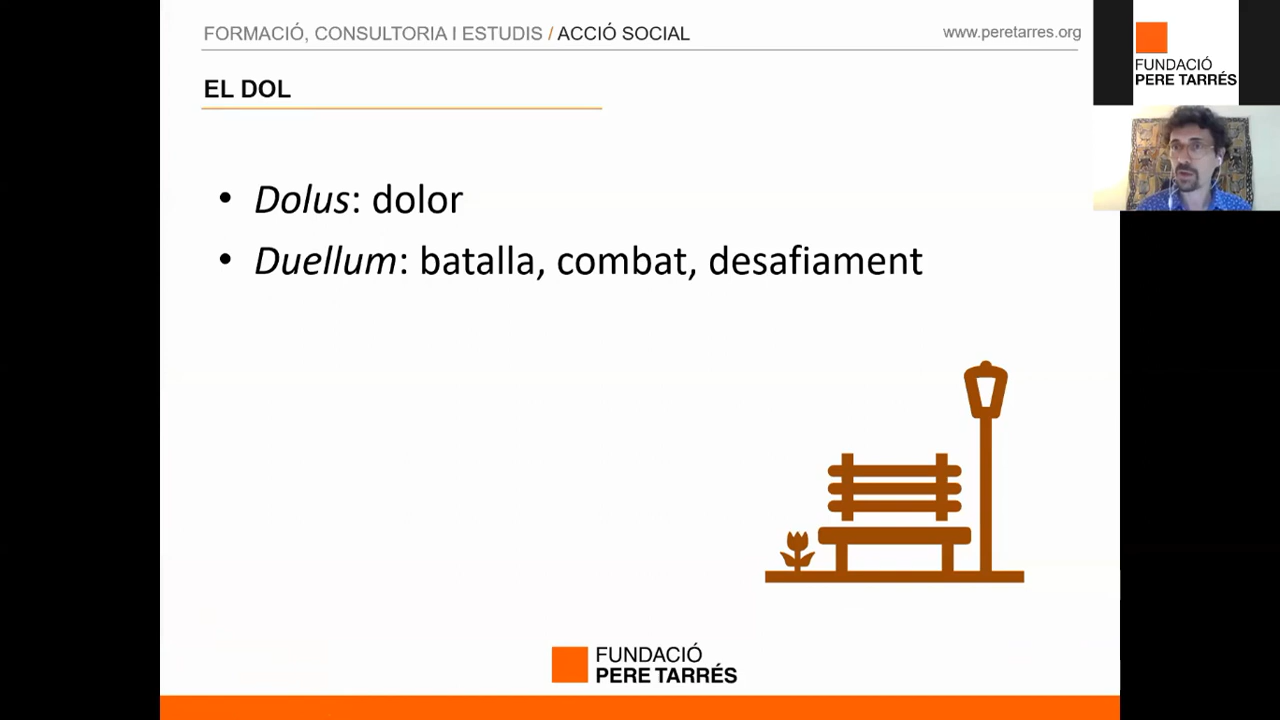 FORMACIÓ, CONSULTORIA I ESTUDIS / ACCIÓ SOCIAL
www.peretarres.org
FUNDACIÓ
PERE TARRÉS
EL DOL
• Dolus: dolor
• Duellum: batalla, combat, desafiament
FUNDACIÓ
PERE TARRÉS